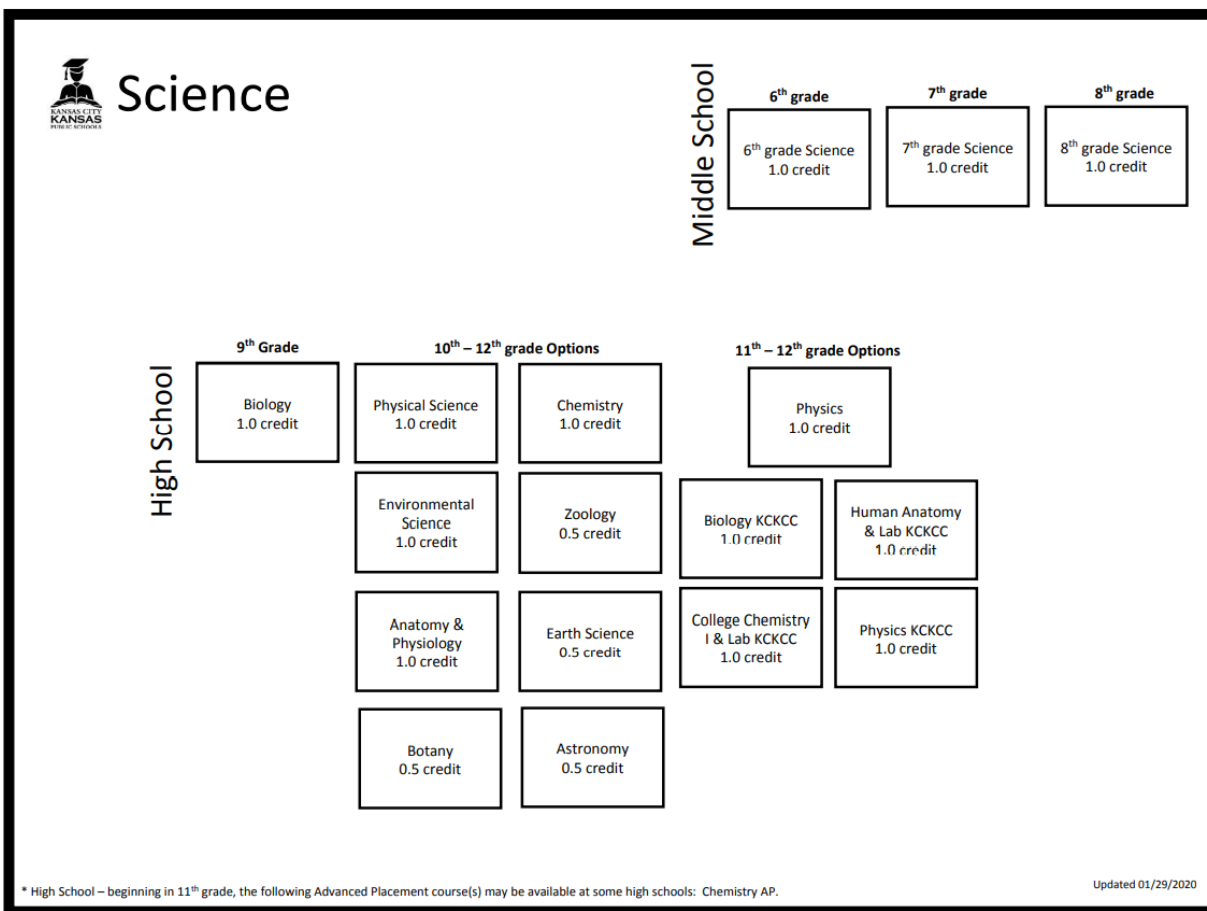 KANSAS CITY
KANSAS
PUBLIC SCHOOLS
Science
Middle School
6th grade
7th grade
8th grade
6th grade Science
1.0 credit
7th grade Science
1.0 credit
8th grade Science
1.0 credit
High School
9th Grade
10th – 12th grade Options
11th – 12th grade Options
Biology
1.0 credit
Physical Science
1.0 credit
Chemistry
1.0 credit
Physics
1.0 credit
Environmental
Science
1.0 credit
Zoology
0.5 credit
Biology KCKCC
1.0 credit
Human Anatomy
& Lab KCKCC
1.0 credit
Anatomy &
Physiology
1.0 credit
Earth Science
0.5 credit
College Chemistry
I & Lab KCKCC
1.0 credit
Physics KCKCC
1.0 credit
Botany
0.5 credit
Astronomy
0.5 credit
* High School – beginning in 11th grade, the following Advanced Placement course(s) may be available at some high schools: Chemistry AP.
Updated 01/29/2020